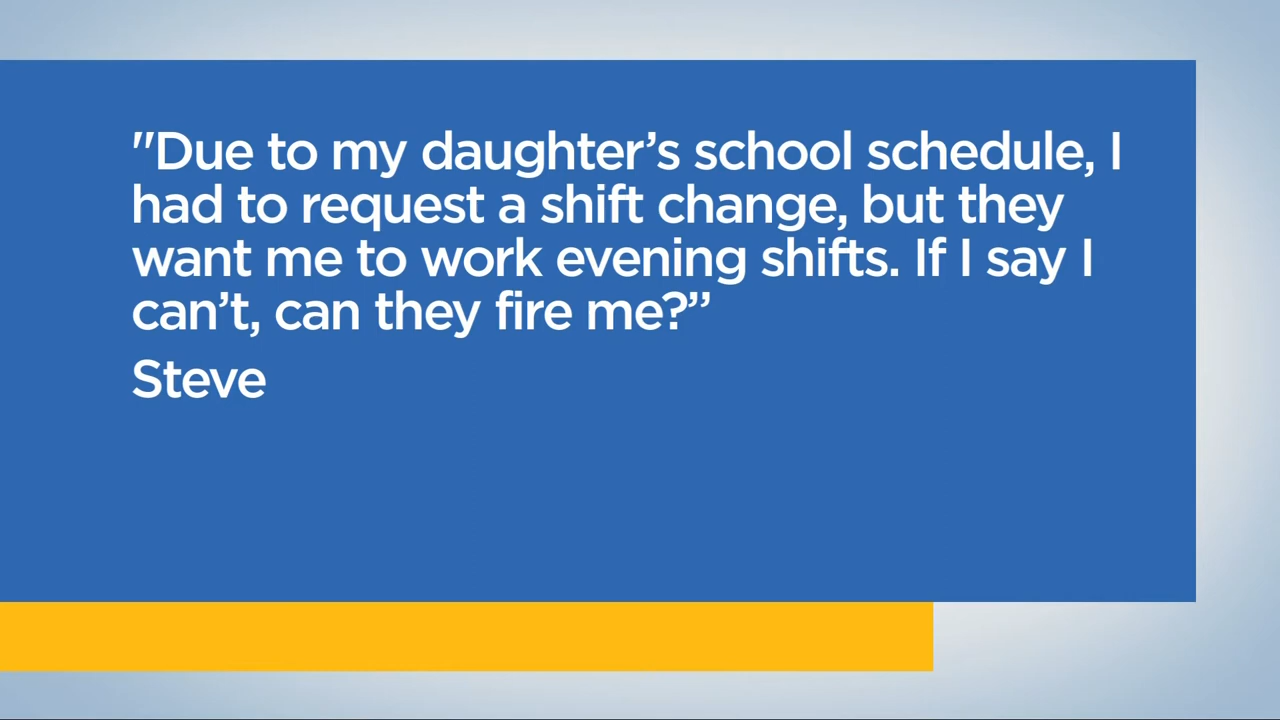 "Due to my daughter’s school schedule, I
had to request a shift change, but they
want me to work evening shifts. If I say I
can’t, can they fire me?”
Steve